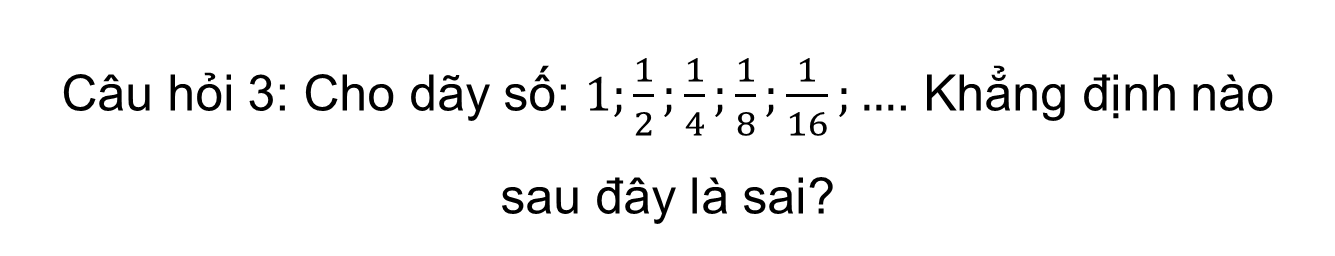 Câu hỏi 3: Cho dãy số: 1; 1/2; 1/4; 1/8; 1/16; .... Khẳng định nào
sau đây là sai?